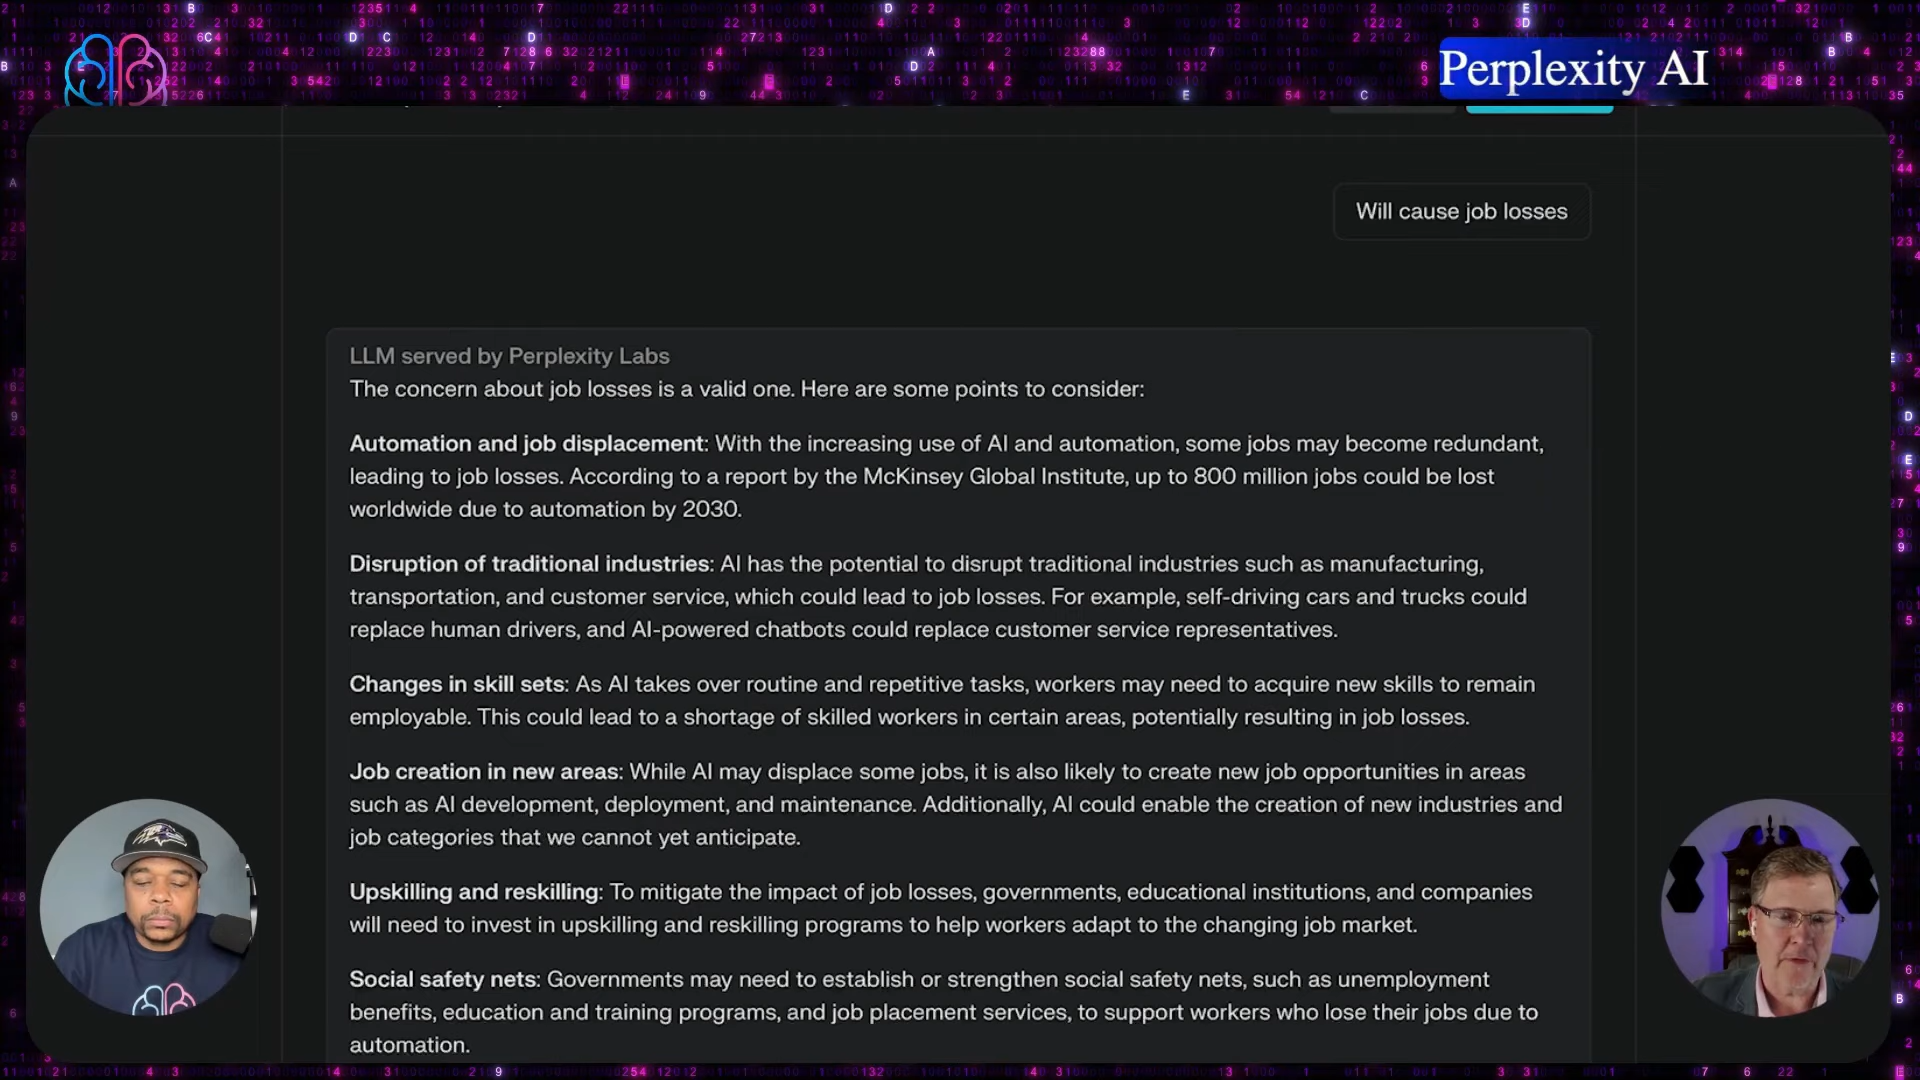 Perplexity AI
Will cause job losses
LLM served by Perplexity Labs
The concern about job losses is a valid one. Here are some points to consider:
Automation and job displacement: With the increasing use of AI and automation, some jobs may become redundant,
leading to job losses. According to a report by the McKinsey Global Institute, up to 800 million jobs could be lost
worldwide due to automation by 2030.
Disruption of traditional industries: AI has the potential to disrupt traditional industries such as manufacturing,
transportation, and customer service, which could lead to job losses. For example, self-driving cars and trucks could
replace human drivers, and AI-powered chatbots could replace customer service representatives.
Changes in skill sets: As AI takes over routine and repetitive tasks, workers may need to acquire new skills to remain
employable. This could lead to a shortage of skilled workers in certain areas, potentially resulting in job losses.
Job creation in new areas: While AI may displace some jobs, it is also likely to create new job opportunities in areas
such as AI development, deployment, and maintenance. Additionally, AI could enable the creation of new industries and
job categories that we cannot yet anticipate.
Upskilling and reskilling: To mitigate the impact of job losses, governments, educational institutions, and companies
will need to invest in upskilling and reskilling programs to help workers adapt to the changing job market.
Social safety nets: Governments may need to establish or strengthen social safety nets, such as unemployment
benefits, education and training programs, and job placement services, to support workers who lose their jobs due to
automation.